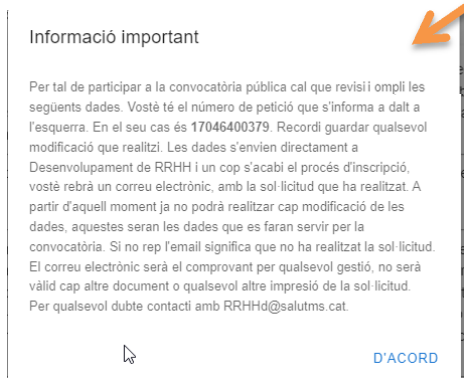 Informació important
Per tal de participar a la convocatòria pública cal que revisi i ompli les
següents dades. Vostè té el número de petició que s'informa a dalt a
l'esquerra. En el seu cas és 17046400379. Recordi guardar qualsevol
modificació que realitzi. Les dades s'envien directament a
Desenvolupament de RRHH i un cop s'acabi el procés d'inscripció,
vostè rebrà un correu electrònic, amb la sol·licitud que ha realitzat. A
partir d'aquell moment ja no podrà realitzar cap modificació de les
dades, aquestes seran les dades que es faran servir per la
convocatòria. Si no rep l'email significa que no ha realitzat la sol·licitud.
El correu electrònic serà el comprovant per qualsevol gestió, no serà
vàlid cap altre document o qualsevol altre impresió de la sol·licitud.
Per qualsevol dubte contacti amb RRHHd@salutms.cat.
D'ACORD